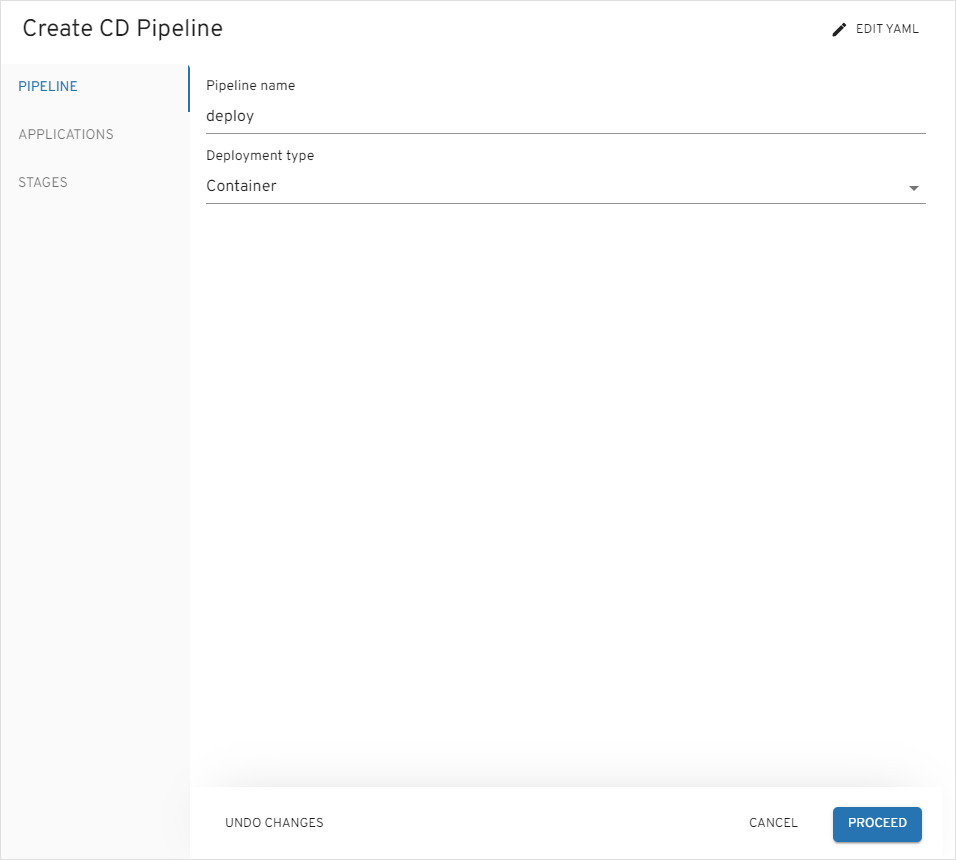 Create CD Pipeline
EDIT YAML
PIPELINE
APPLICATIONS
STAGES
Pipeline name
deploy
Deployment type
Container
UNDO CHANGES
CANCEL
PROCEED